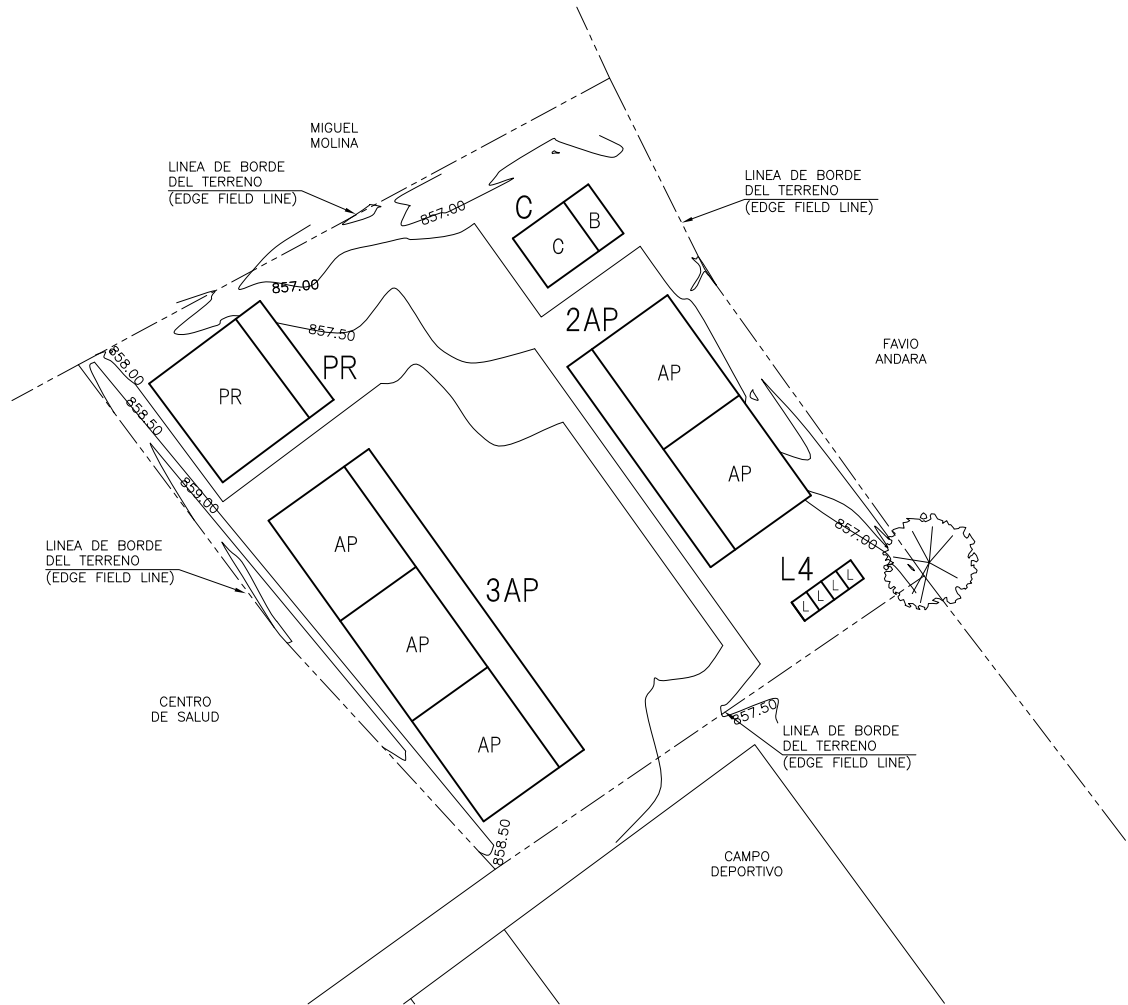 MIGUEL
MOLINA
LINEA DE BORDE
DEL TERRENO
(EDGE FIELD LINE)
LINEA DE BORDE
DEL TERRENO
(EDGE FIELD LINE)
857.00
C
C
B
857.00
857.50
2AP
FAVIO
ANDARA
858.00
PR
PR
AP
858.50
AP
859.00
857.00
LINEA DE BORDE
DEL TERRENO
(EDGE FIELD LINE)
AP
3AP
L4
L
L
L
L
AP
CENTRO
DE SALUD
857.50
LINEA DE BORDE
DEL TERRENO
(EDGE FIELD LINE)
AP
858.50
CAMPO
DEPORTIVO